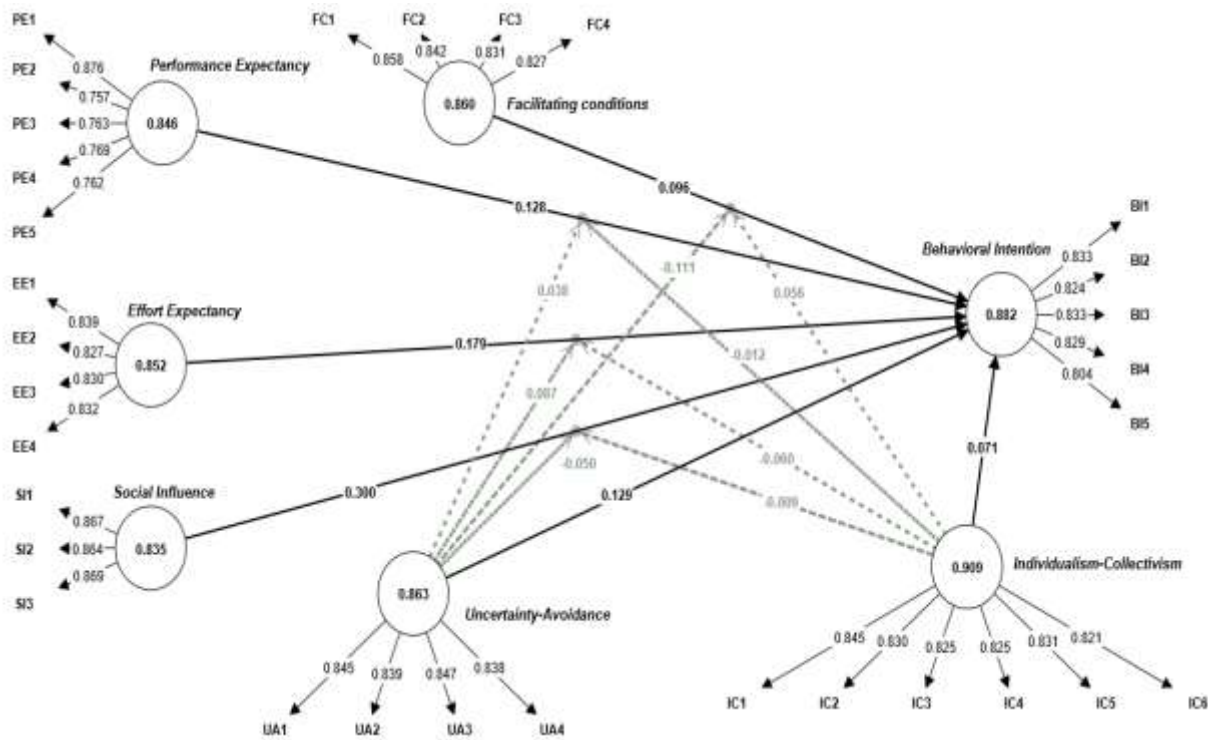 PE1
PE2
PE3
PE4
PE5
0.876
0.757
0.763
0.769
0.762
Performance Expectancy
0.846
FC1
FC2
FC3
FC4
0.858
0.842
0.831
0.827
0.860
Facilitating conditions
0.096
0.128
EE1
EE2
EE3
EE4
0.839
0.827
0.830
0.832
Effort Expectancy
0.852
0.179
SI1
SI2
SI3
0.867
0.864
0.869
Social Influence
0.835
0.300
0.038
-0.111
0.056
-0.012
0.007
-0.050
-0.060
-0.009
0.129
0.071
Behavioral Intention
0.882
0.833
0.824
0.833
0.829
0.804
BI1
BI2
BI3
BI4
BI5
0.863
Uncertainty-Avoidance
0.845
0.839
0.847
0.838
UA1
UA2
UA3
UA4
0.909
Individualism-Collectivism
0.845
0.830
0.825
0.825
0.831
0.821
IC1
IC2
IC3
IC4
IC5
IC6